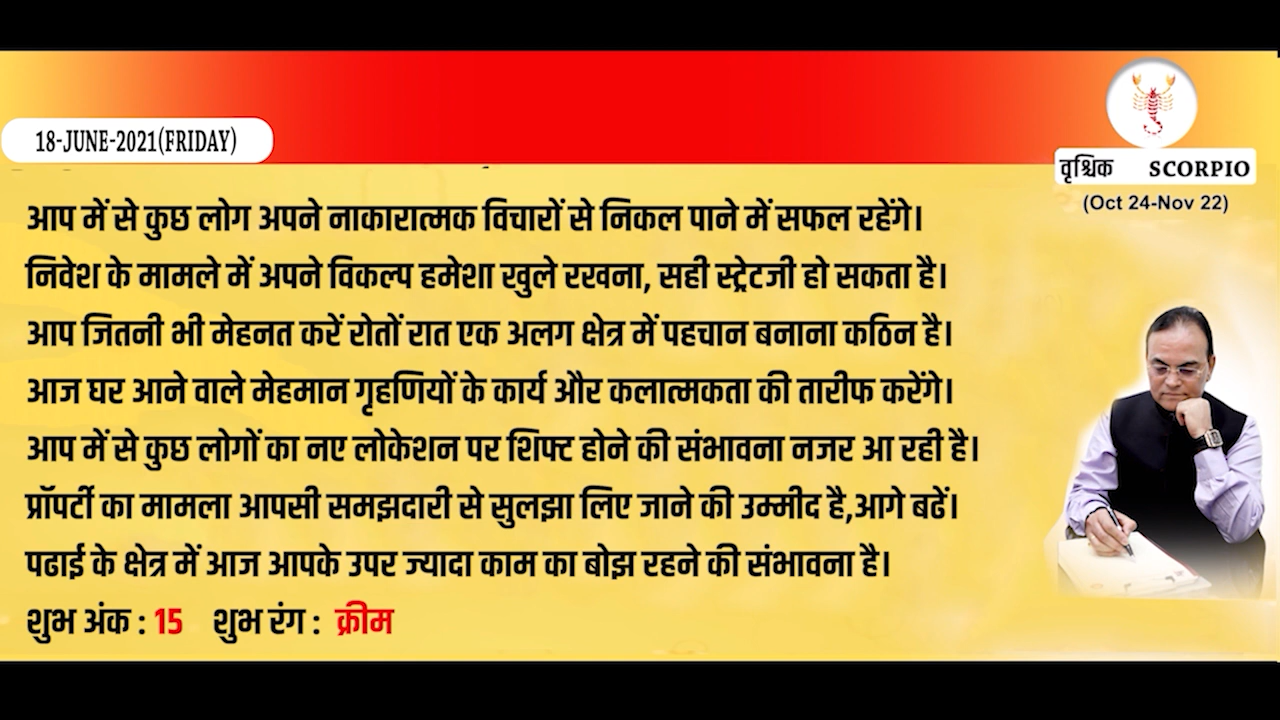 18-JUNE-2021(FRIDAY)
वृश्चिक SCORPIO
(Oct 24-Nov 22)
आप में से कुछ लोग अपने नाकारात्मक विचारों से निकल पाने में सफल रहेंगे।
निवेश के मामले में अपने विकल्प हमेशा खुले रखना, सही स्ट्रेटजी हो सकता है।
आप जितनी भी मेहनत करें रोतों रात एक अलग क्षेत्र में पहचान बनाना कठिन है।
आज घर आने वाले मेहमान गृहणियों के कार्य और कलात्मकता की तारीफ करेंगे।
आप में से कुछ लोगों का नए लोकेशन पर शिफ्ट होने की संभावना नजर आ रही है।
प्रॉपर्टी का मामला आपसी समझदारी से सुलझा लिए जाने की उम्मीद है,आगे बढें।
पढाई के क्षेत्र में आज आपके उपर ज्यादा काम का बोझ रहने की संभावना है।
शुभ अंक : 15 शुभ रंग : क्रीम